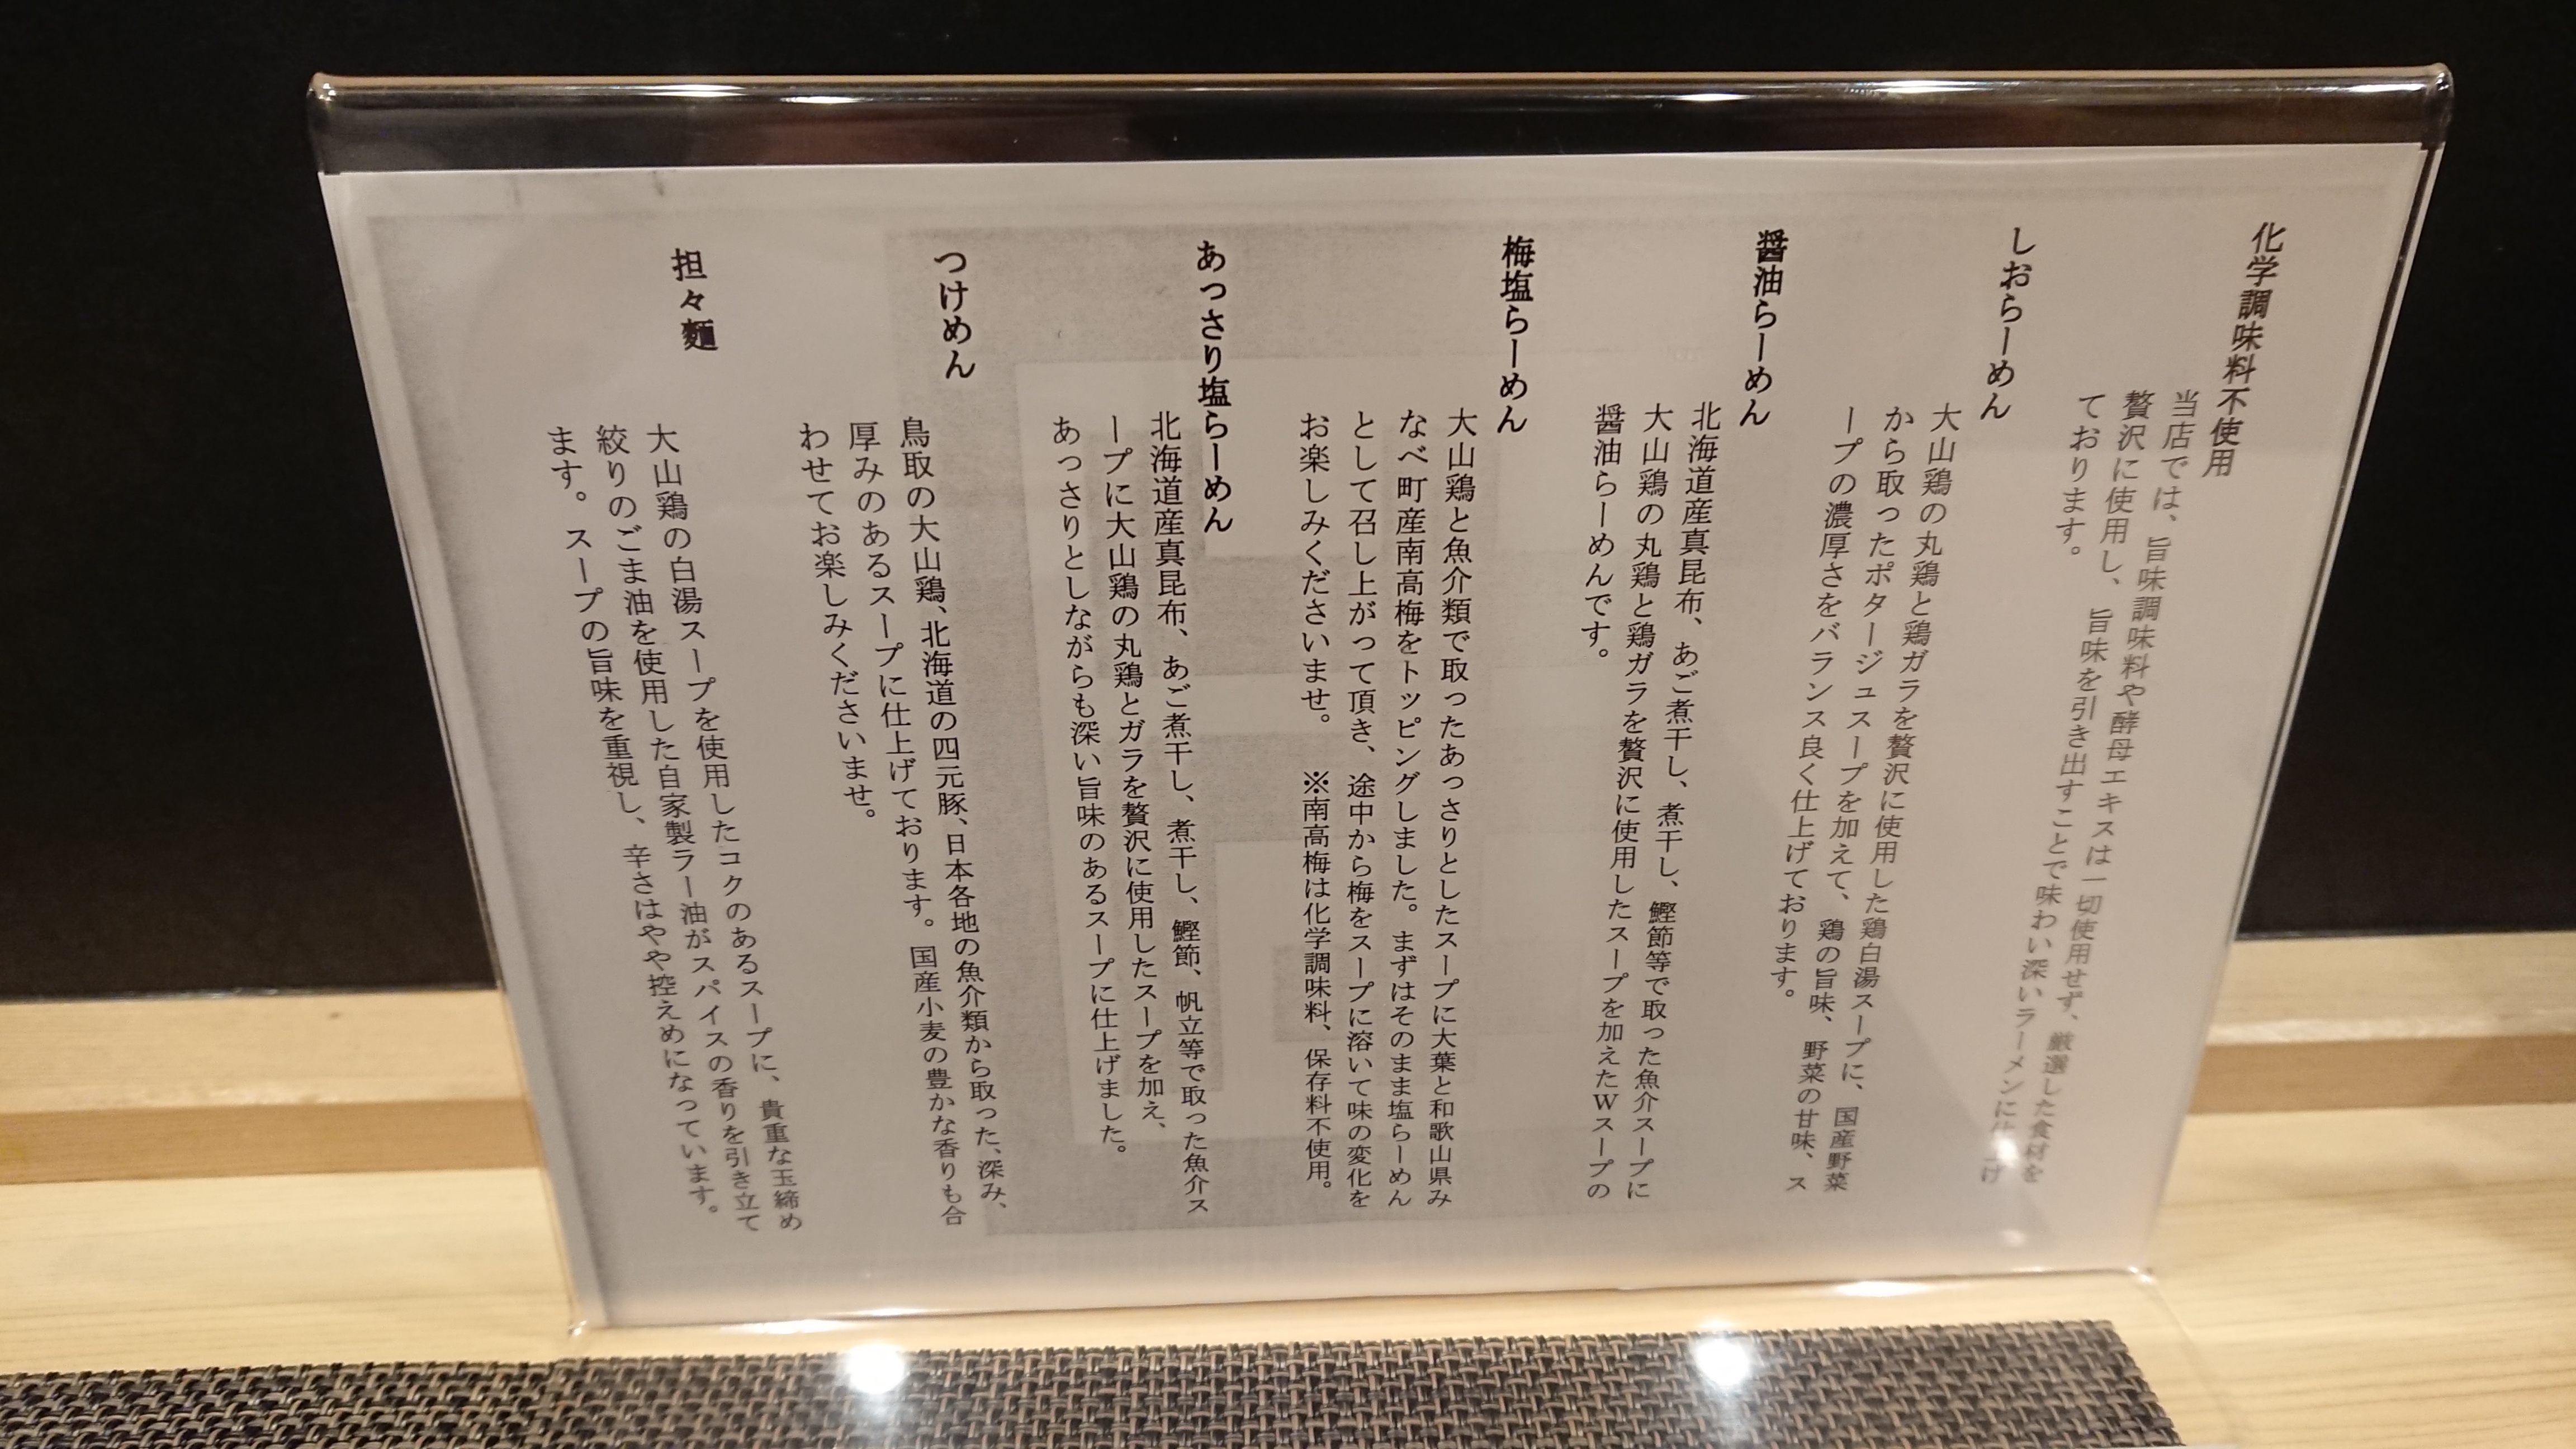 化学調味料不使用
当店では、旨味調味料や酵母エキスは一切使用せず、厳選した食材を
贅沢に使用し、旨味を引き出すことで味わい深いラーメンに仕上げ
ております。
しおらーめん
大山鶏の丸鶏と鶏ガラを贅沢に使用した鶏白湯スープに、国産野菜
から取ったポタージュスープを加えて、鶏の旨味、野菜の甘味、ス
ープの濃厚さをバランス良く仕上げております。
醤油らーめん
北海道産真昆布、あご煮干し、煮干し、鰹節等で取った魚介スープに
大山鶏の丸鶏と鶏ガラを贅沢に使用したスープを加えたWスープの
醤油らーめんです。
梅塩らーめん
大山鶏と魚介類で取ったあっさりとしたスープに大葉と和歌山県み
なべ町産南高梅をトッピングしました。まずはそのまま塩らーめん
として召し上がって頂き、途中から梅をスープに溶いて味の変化を
お楽しみくださいませ。 ※南高梅は化学調味料、保存料不使用。
あっさり塩らーめん
北海道産真昆布、あご煮干し、煮干し、鰹節、帆立等で取った魚介ス
ープに大山鶏の丸鶏とガラを贅沢に使用したスープを加え、
あっさりとしながらも深い旨味のあるスープに仕上げました。
つけめん
鳥取の大山鶏、北海道の四元豚、日本各地の魚介類から取った、深み、
厚みのあるスープに仕上げております。国産小麦の豊かな香りも合
わせてお楽しみくださいませ。
担々麺
大山鶏の白湯スープを使用したコクのあるスープに、貴重な玉締め
絞りのごま油を使用した自家製ラー油がスパイスの香りを引き立て
ます。スープの旨味を重視し、辛さはやや控えめになっています。